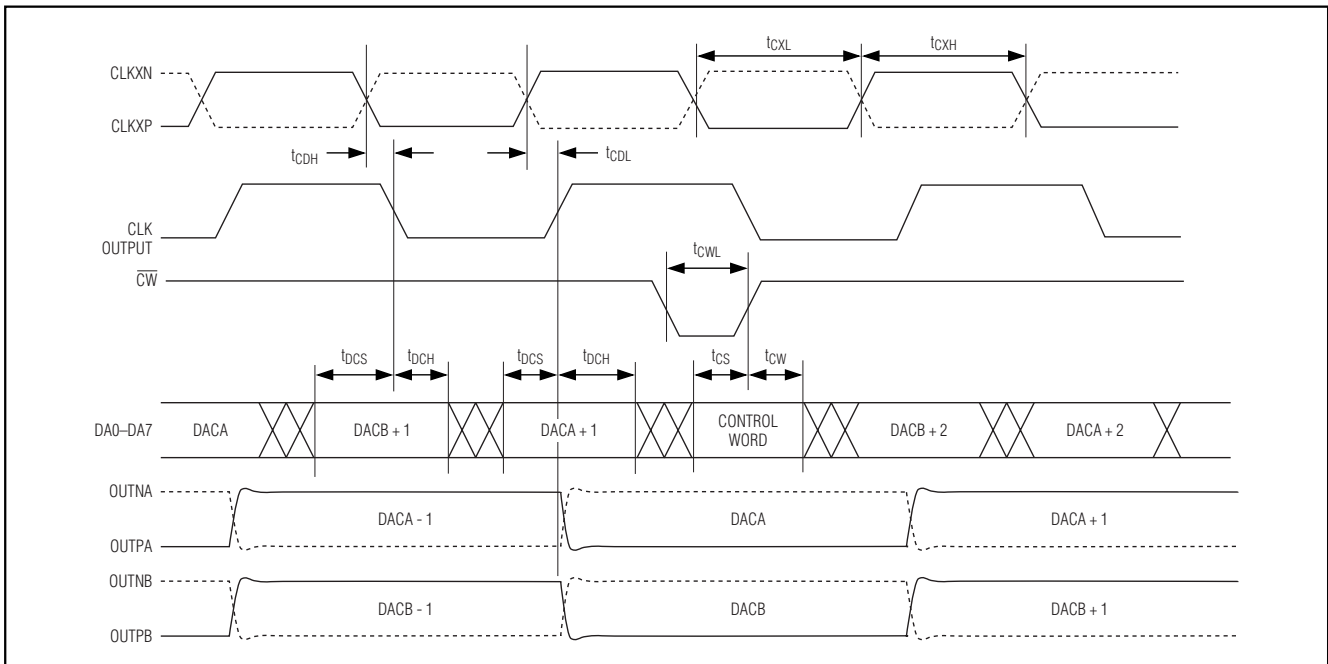 tCXL tCXH
CLKXN
CLKXP
tCDH tCDL
CLK
OUTPUT
tCWL
CW
tDCS tDCH tDCS tDCH tCS tCW
DA0–DA7 DACA DACB + 1 DACA + 1 CONTROL
WORD DACB + 2 DACA + 2
OUTNA
DACA - 1 DACA DACA + 1
OUTPA
OUTNB
DACB - 1 DACB DACB + 1
OUTPB